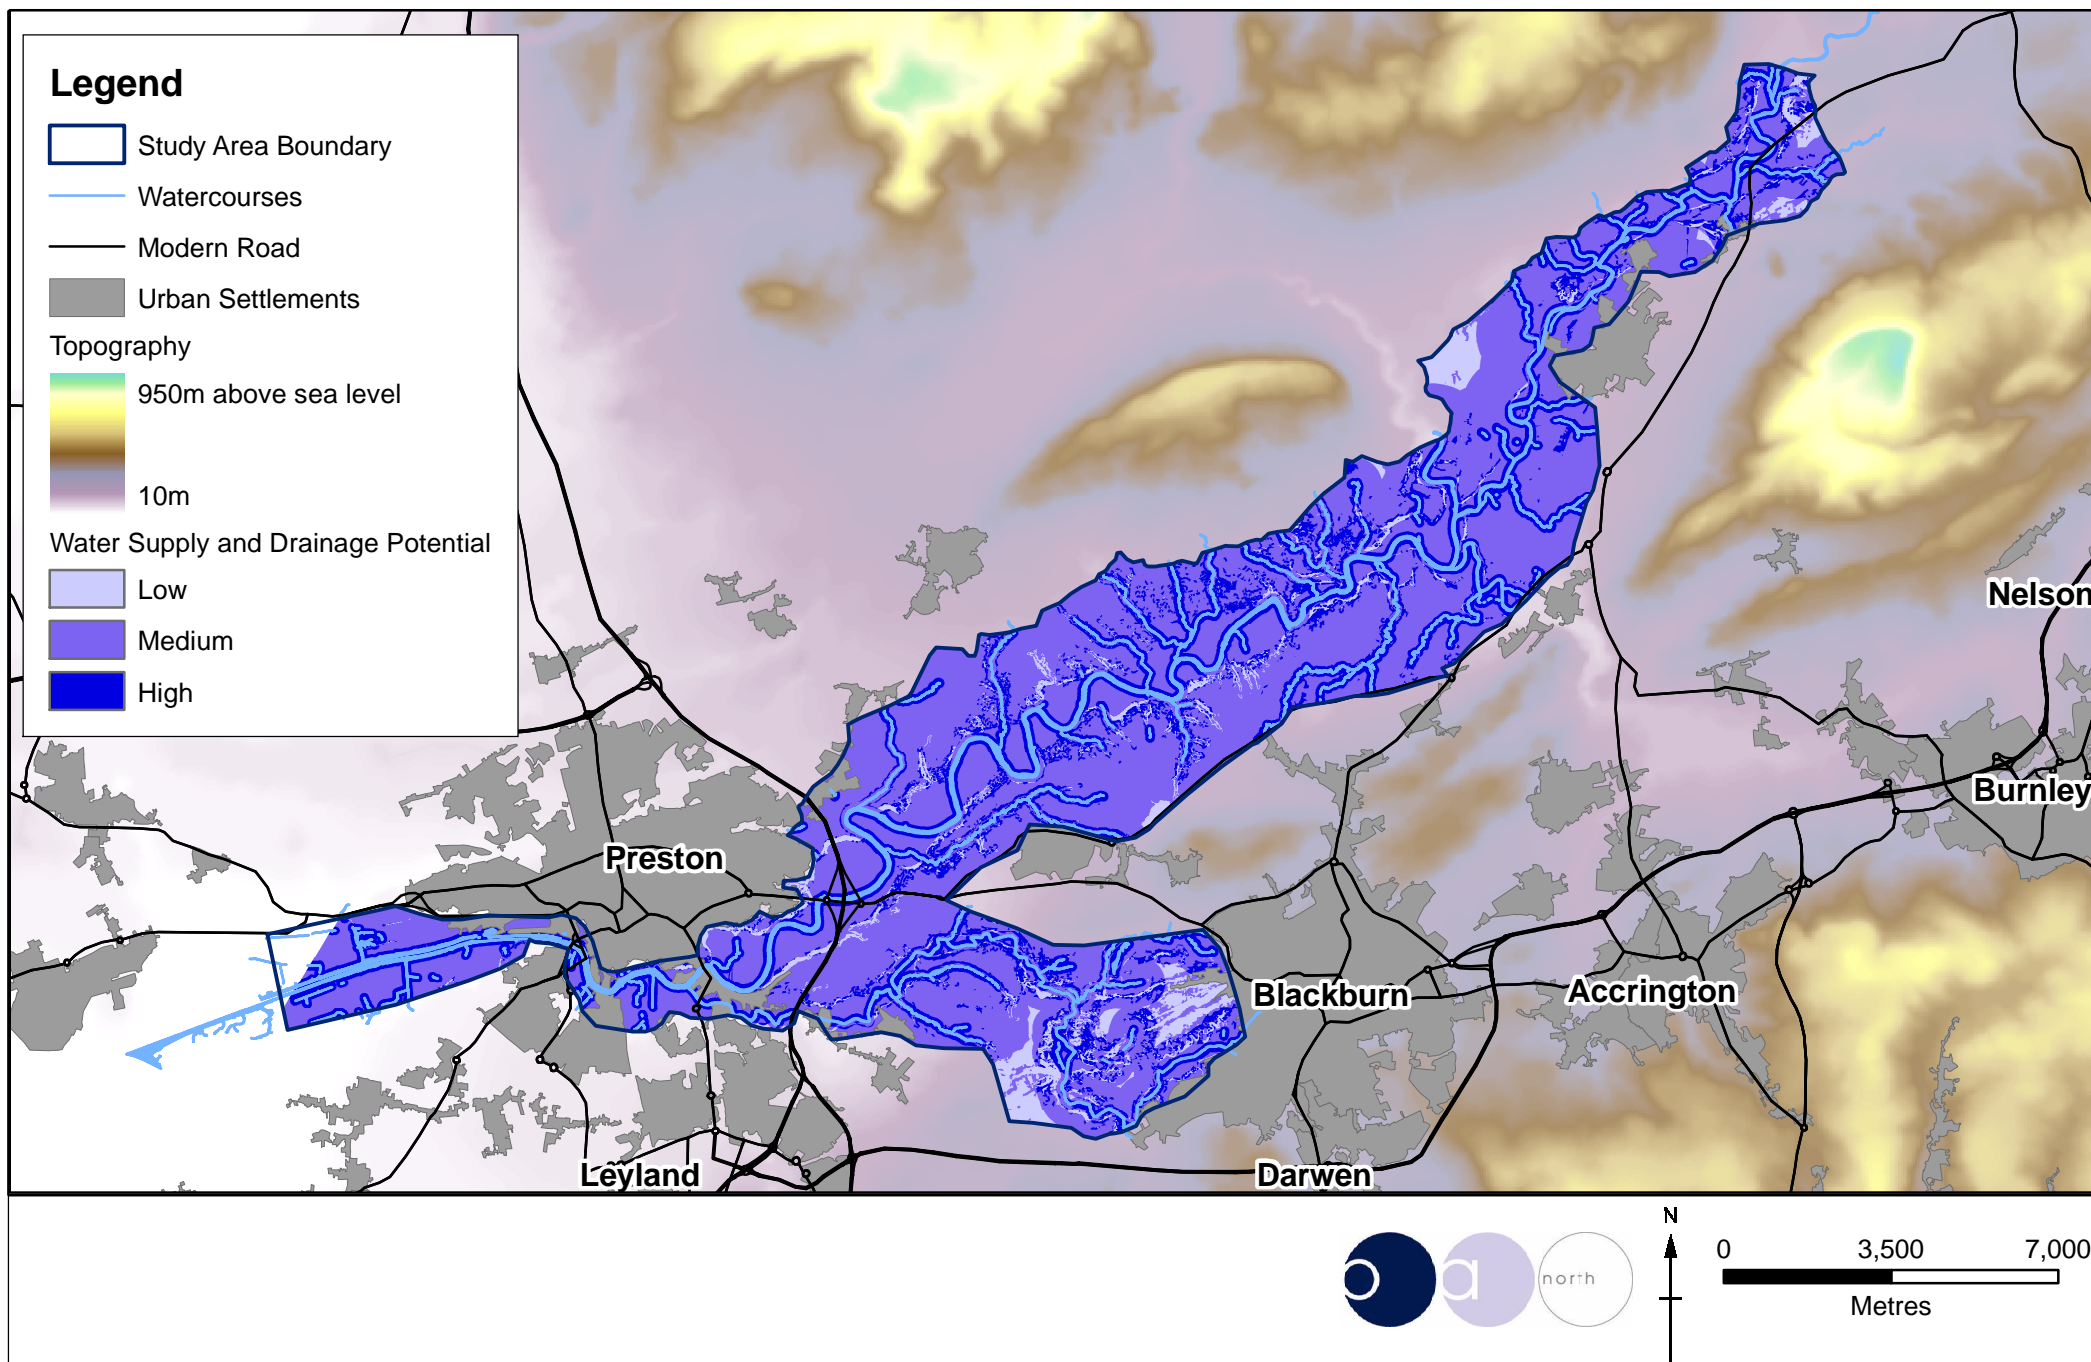 Legend
Study Area Boundary
Watercourses
Modern Road
Urban Settlements
Topography
950m above sea level
10m
Water Supply and Drainage Potential
Low
Medium
High
Nelson
Burnley
Preston
Blackburn
Accrington
Leyland
Darwen
o a north
N
0 3,500 7,000
Metres